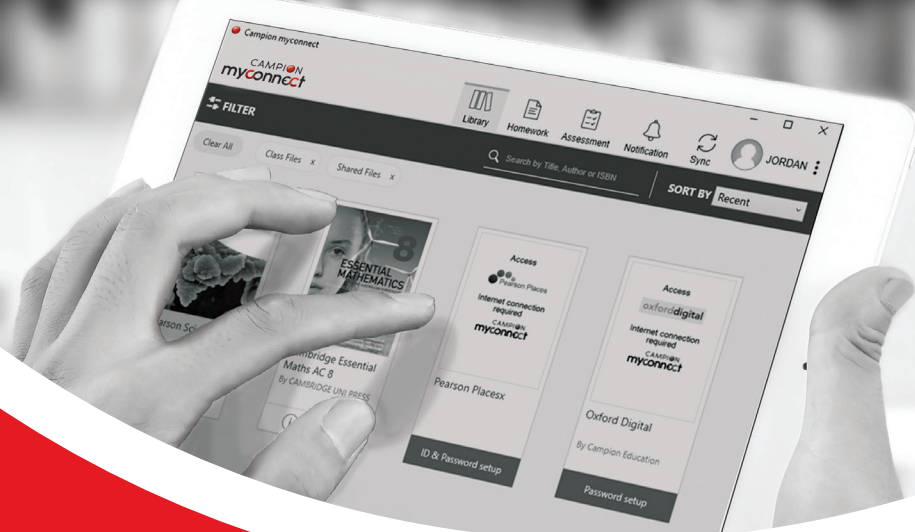 Campion myconnect
CAMPION
myconnect
Library
Homework
Assessment
Notification
Sync
JORDAN
FILTER
Search by Title, Author or ISBN
SORT BY
Recent
Clear All
Class Files x
Shared Files x
8
ESSENTIAL
MATHEMATICS
Essential
Maths AC 8
By CAMBRIDGE UNI PRESS
Access
Pearson Places
Internet connection
required
CAMPION
myconnect
Pearson Placesx
ID & Password setup
Access
oxforddigital
Internet connection
required
CAMPION
myconnect
Oxford Digital
By Campion Education
Password setup